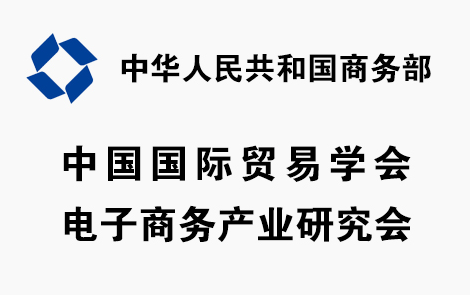 中华人民共和国商务部
中国国际贸易学会
电子商务产业研究会